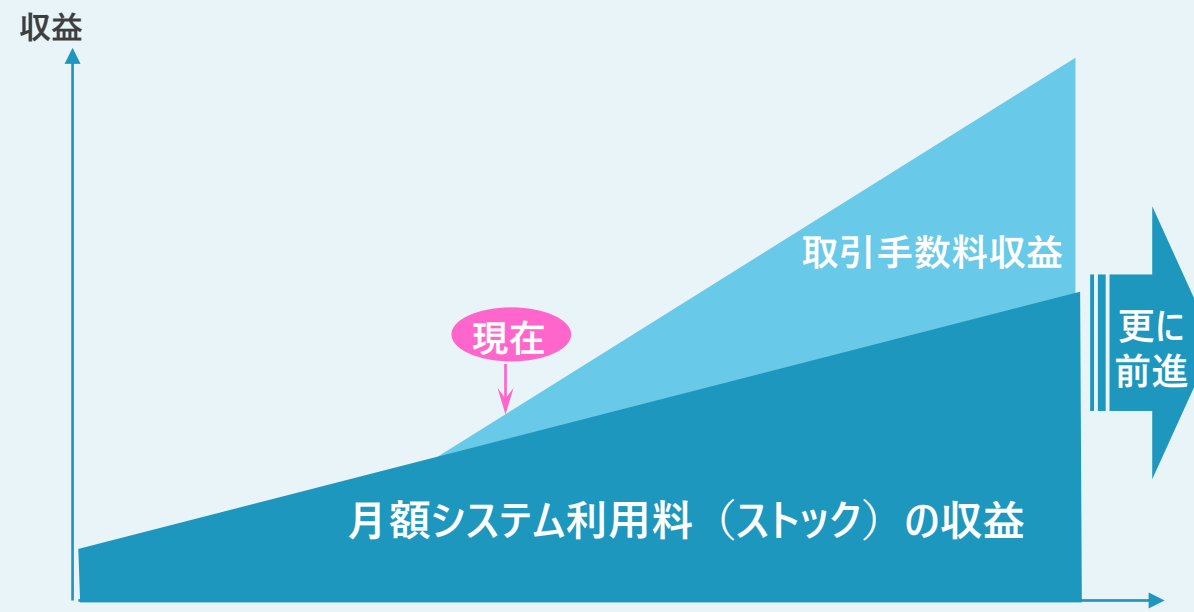 収益
取引手数料収益
現在
更に
前進
月額システム利用料（ストック）の収益